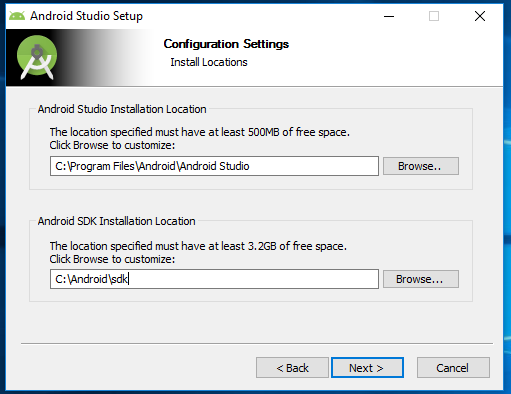 Android Studio Setup
Configuration Settings
Install Locations
Android Studio Installation Location
The location specified must have at least 500MB of free space.
Click Browse to customize:
C:\Program Files\Android\Android Studio
Browse..
Android SDK Installation Location
The location specified must have at least 3.2GB of free space.
Click Browse to customize:
C:\Android\sdk
Browse...
< Back
Next >
Cancel